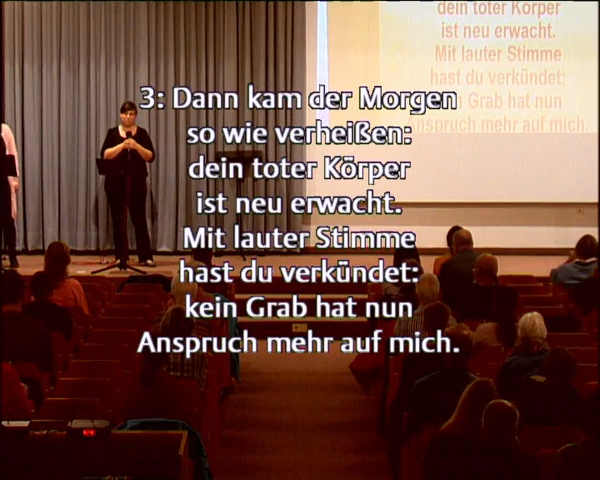 dein toter Körper
ist neu erwacht.
Mit lauter Stimme
hast du verkündet:
Grab hat nun
Anspruch mehr auf mich.
3: Dann kam der Morgen
so wie verheißen:
dein toter Körper
ist neu erwacht.
Mit lauter Stimme
hast du verkündet:
kein Grab hat nun
Anspruch mehr auf mich.